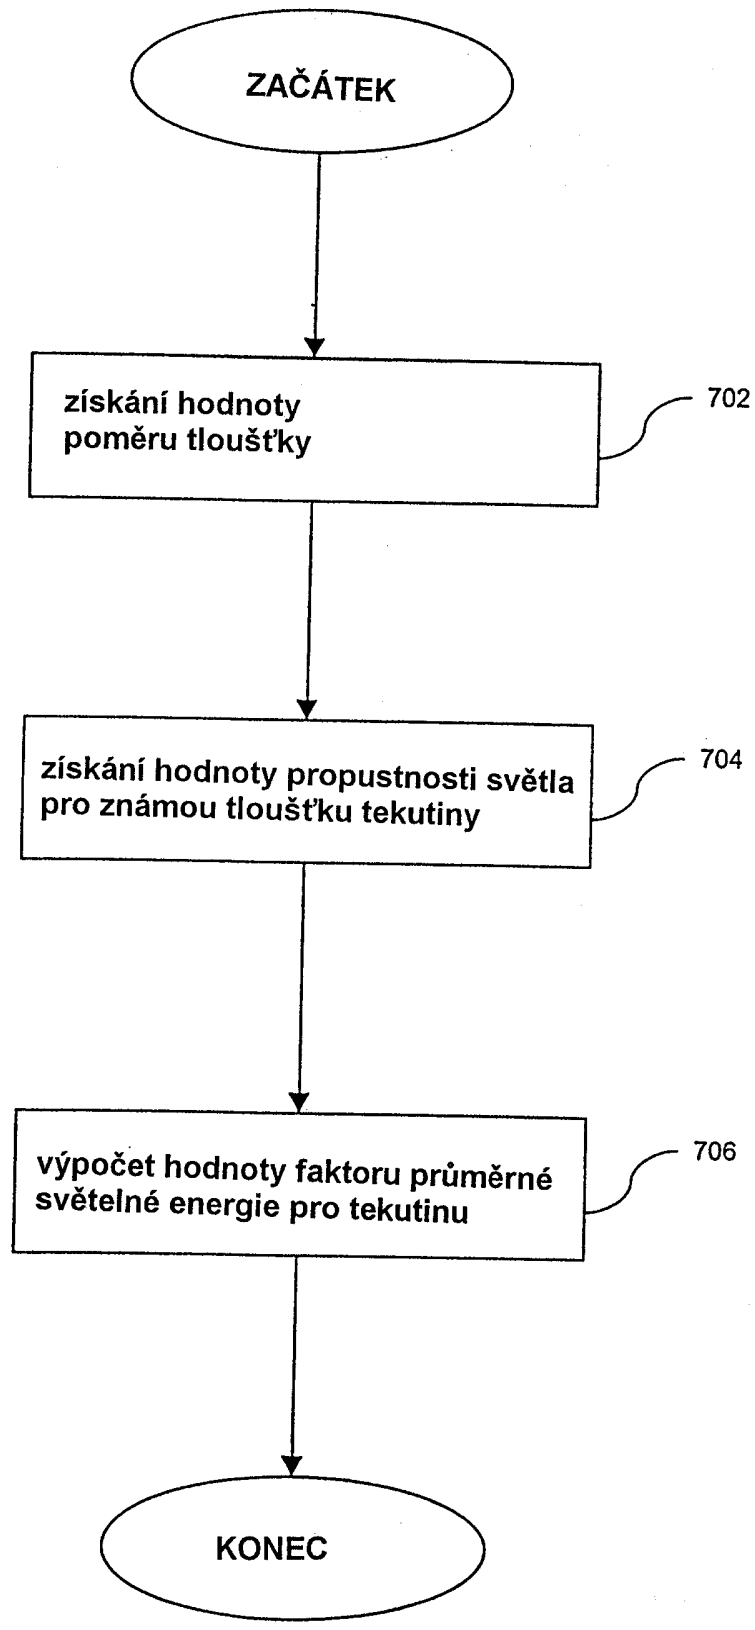 ZAČÁTEK
získání hodnoty
poměru tloušťky
702
získání hodnoty propustnosti světla
pro známou tloušťku tekutiny
704
výpočet hodnoty faktoru průměrné
světelné energie pro tekutinu
706
KONEC